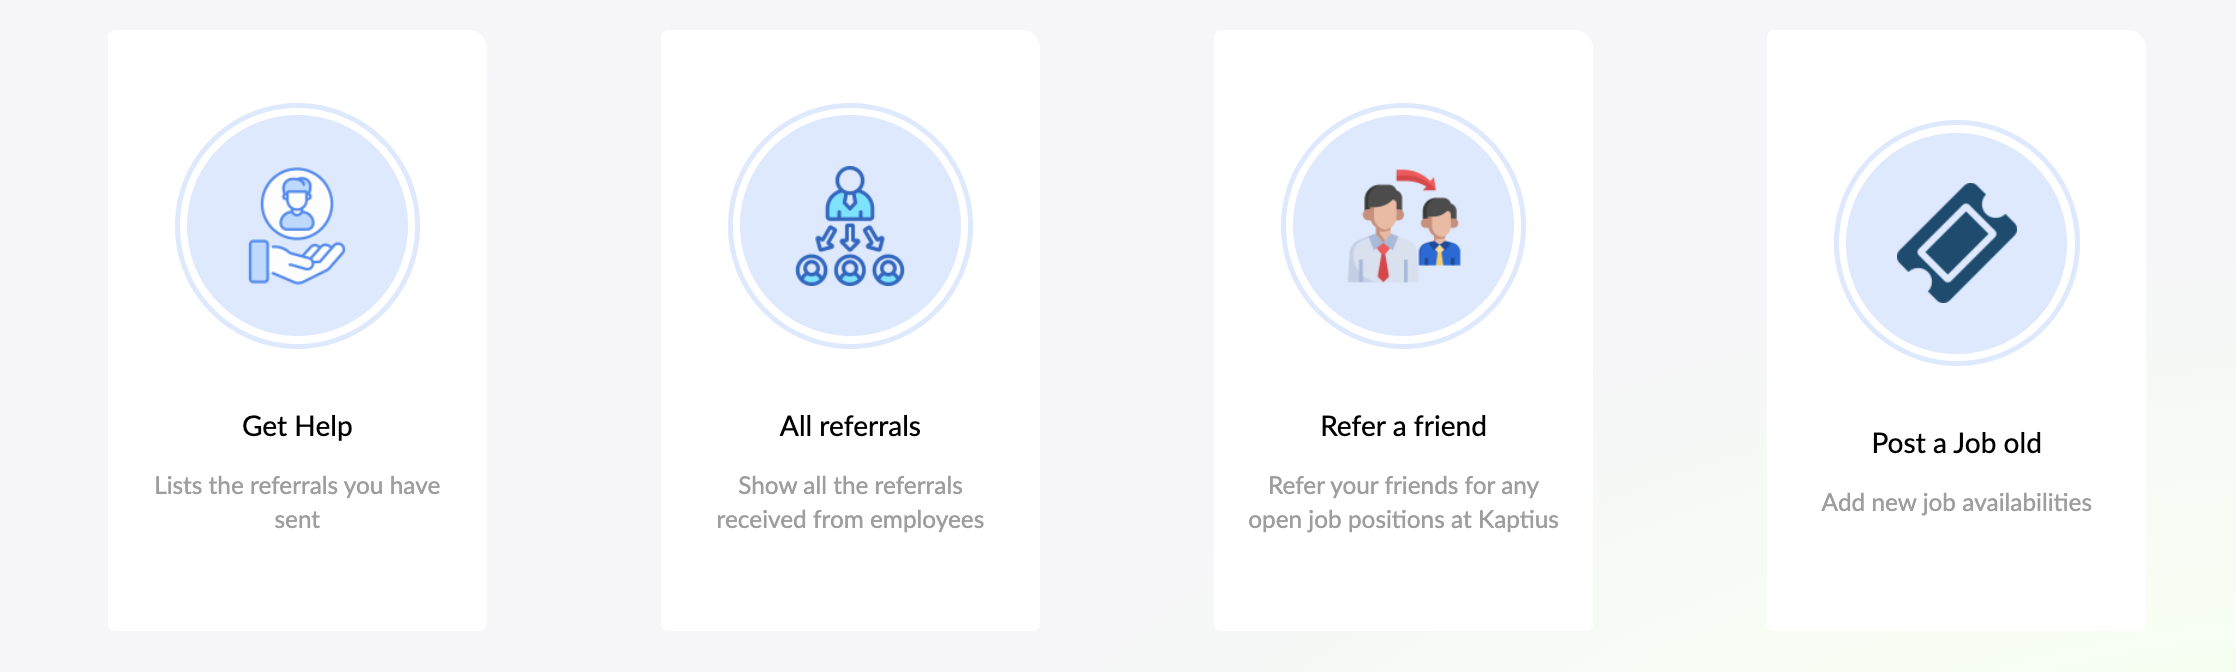 Get Help
Lists the referrals you have
sent
All referrals
Show all the referrals
received from employees
Refer a friend
Refer your friends for any
open job positions at Kaptius
Post a Job old
Add new job availabilities